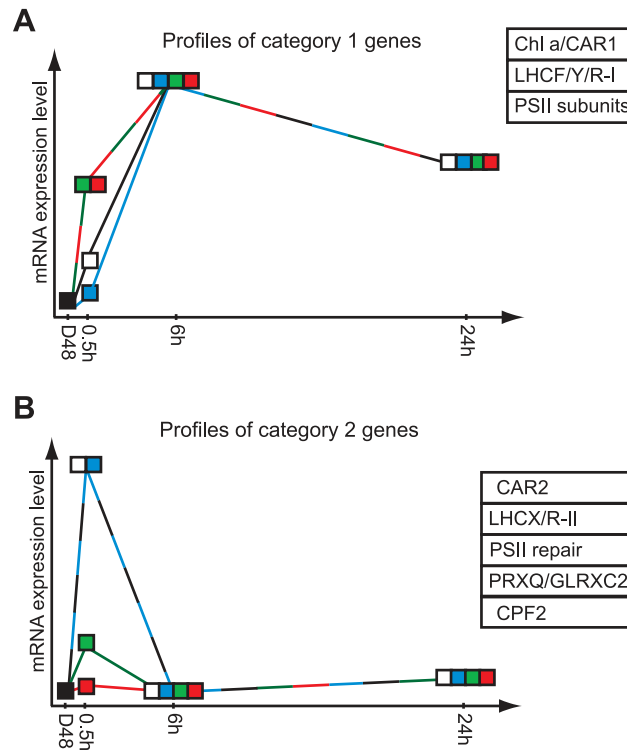 A
Profiles of category 1 genes
mRNA expression level
D48
0.5h
6h
24h
Chl a/CAR1
LHCF/Y/R-I
PSII subunits
B
Profiles of category 2 genes
mRNA expression level
D48
0.5h
6h
24h
CAR2
LHCX/R-II
PSII repair
PRXQ/GLRXC2
CPF2